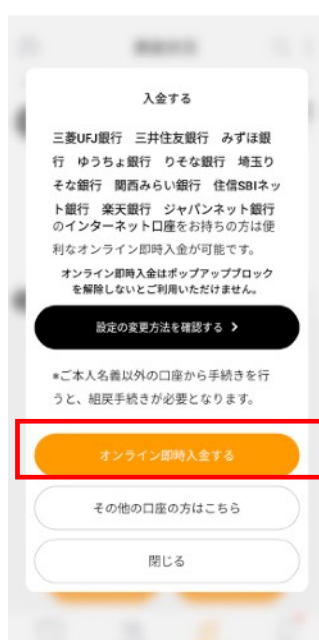 入金する
三菱UFJ銀行　三井住友銀行　みずほ銀
行　ゆうちょ銀行　りそな銀行　埼玉り
そな銀行　関西みらい銀行　住信SBIネッ
ト銀行　楽天銀行　ジャパンネット銀行
のインターネット口座をお持ちの方は便
利なオンライン即時入金が可能です。
オンライン即時入金はポップアップブロック
を解除しないとご利用いただけません。
設定の変更方法を確認する >
*ご本人名義以外の口座から手続きを行
うと、組戻手続きが必要となります。
オンライン即時入金する
その他の口座の方はこちら
閉じる